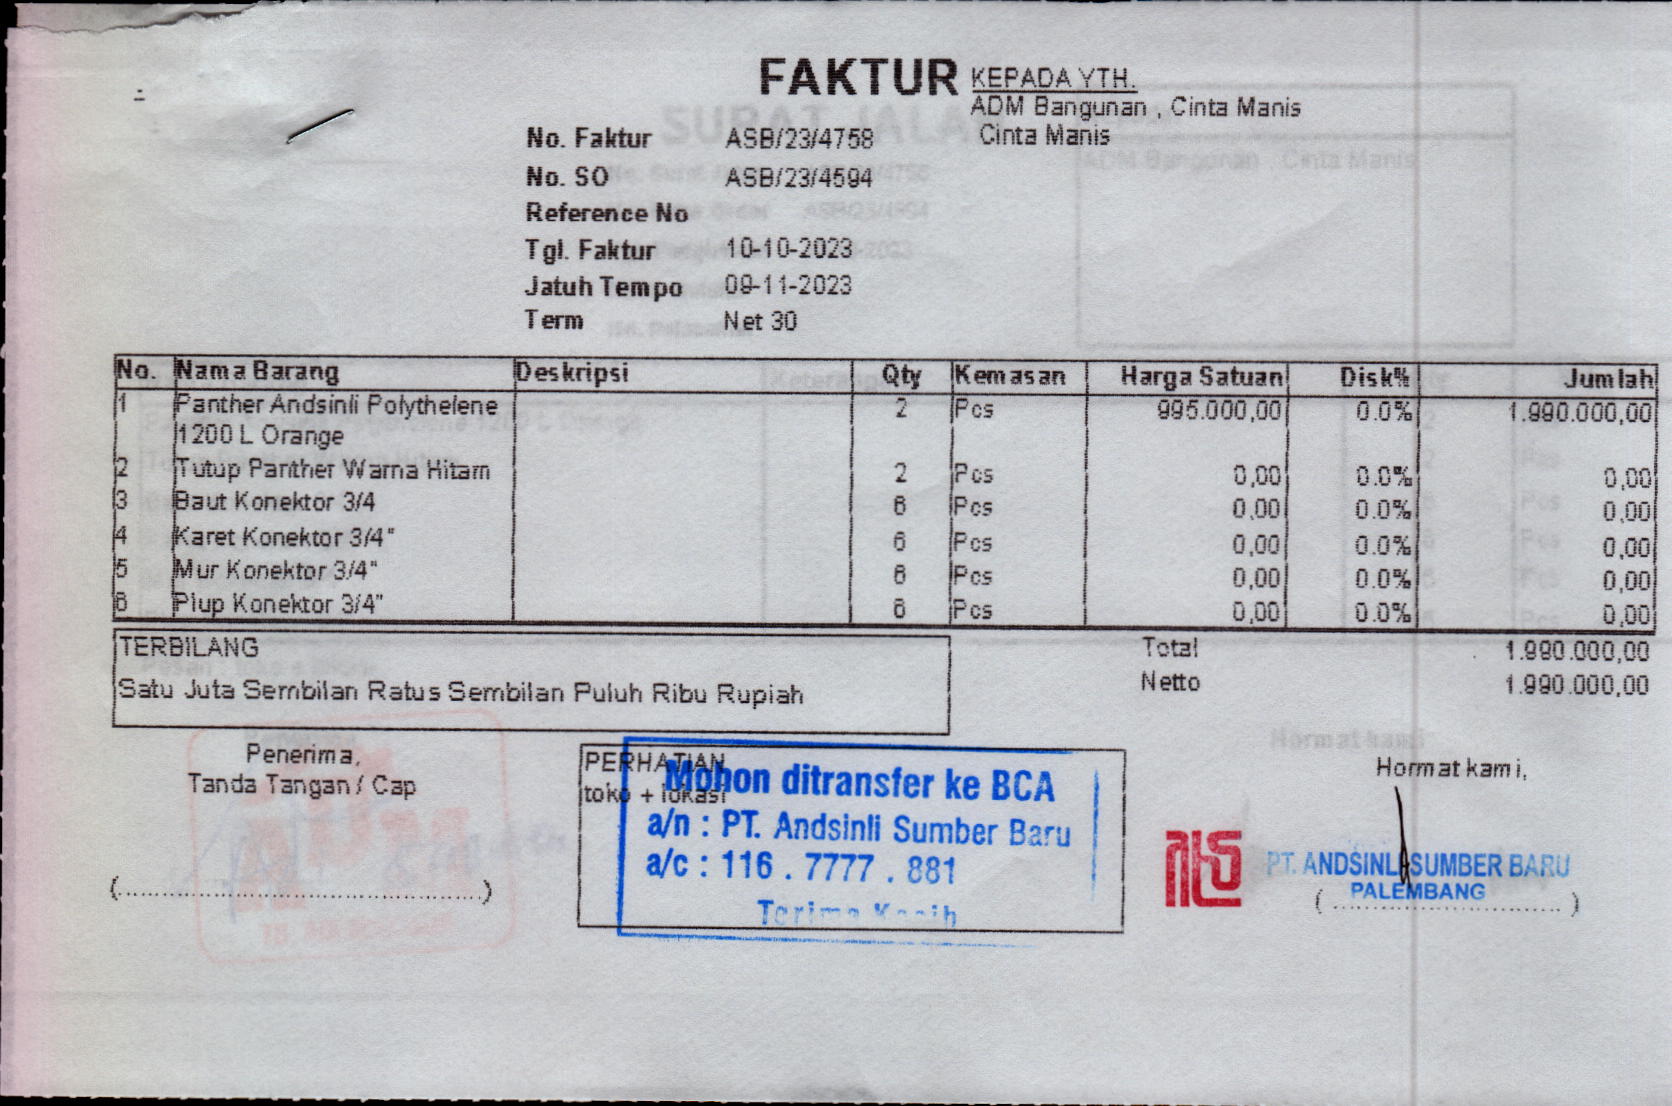 FAKTUR
KEPADA YTH.
ADM Bangunan , Cinta Manis
Cinta Manis
No. Faktur ASB/23/4758
No. SO ASB/23/4594
Reference No
Tgl. Faktur 10-10-2023
Jatuh Tempo 09-11-2023
Term Net 30
No. Nama Barang Deskripsi Qty Kemasan Harga Satuan Disk% Jumlah
1 Panther Andsinli Polythelene 2 Pcs 995.000,00 0.0% 1.990.000,00
1200 L Orange
2 Tutup Panther Warna Hitam 2 Pcs 0,00 0.0% 0,00
3 Baut Konektor 3/4 6 Pcs 0,00 0.0% 0,00
4 Karet Konektor 3/4" 6 Pcs 0,00 0.0% 0,00
5 Mur Konektor 3/4" 6 Pcs 0,00 0.0% 0,00
6 Plup Konektor 3/4" 6 Pcs 0,00 0.0% 0,00
TERBILANG
Satu Juta Sembilan Ratus Sembilan Puluh Ribu Rupiah
Total 1.990.000,00
Netto 1.990.000,00
Penerima,
Tanda Tangan / Cap
(....................................................)
PERHATIAN
toko + lokasi
Mohon ditransfer ke BCA
a/n : PT. Andsinli Sumber Baru
a/c : 116 . 7777 . 881
Terima Kasih
Hormat kami,
PT. ANDSINLI SUMBER BARU
PALEMBANG
(................................)